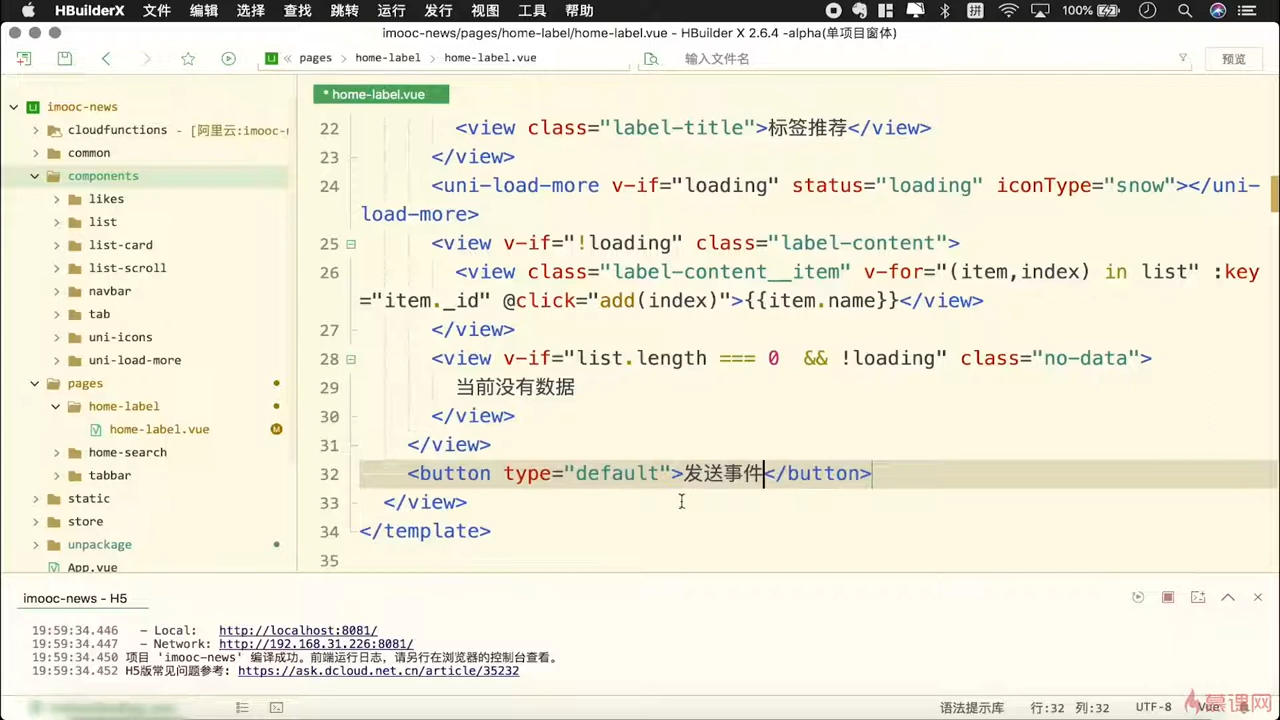 HBuilderX 文件 编辑 选择 查找 跳转 运行 发行 视图 工具 帮助 拼 100%
imooc-news/pages/home-label/home-label.vue - HBuilder X 2.6.4 -alpha(单项目窗体)
pages home-label home-label.vue 输入文件名 预览
* home-label.vue
imooc-news
cloudfunctions - [阿里云:imooc-
common
components
likes
list
list-card
list-scroll
navbar
tab
uni-icons
uni-load-more
pages
home-label
home-label.vue M
home-search
tabbar
static
store
unpackage
App.vue
22 <view class="label-title">标签推荐</view>
23 </view>
24 <uni-load-more v-if="loading" status="loading" iconType="snow"></uni-
load-more>
25 <view v-if="!loading" class="label-content">
26 <view class="label-content__item" v-for="(item,index) in list" :key
="item._id" @click="add(index)">{{item.name}}</view>
27 </view>
28 <view v-if="list.length === 0  && !loading" class="no-data">
29 当前没有数据
30 </view>
31 </view>
32 <button type="default">发送事件</button>
33 </view>
34 </template>
35
imooc-news - H5
19:59:34.446 - Local: http://localhost:8081/
19:59:34.447 - Network: http://192.168.31.226:8081/
19:59:34.450 项目 'imooc-news' 编译成功。前端运行日志，请另行在浏览器的控制台查看。
19:59:34.452 H5版常见问题参考: https://ask.dcloud.net.cn/article/35232
语法提示库 行:32 列:32 UTF-8 Vue
慕课网